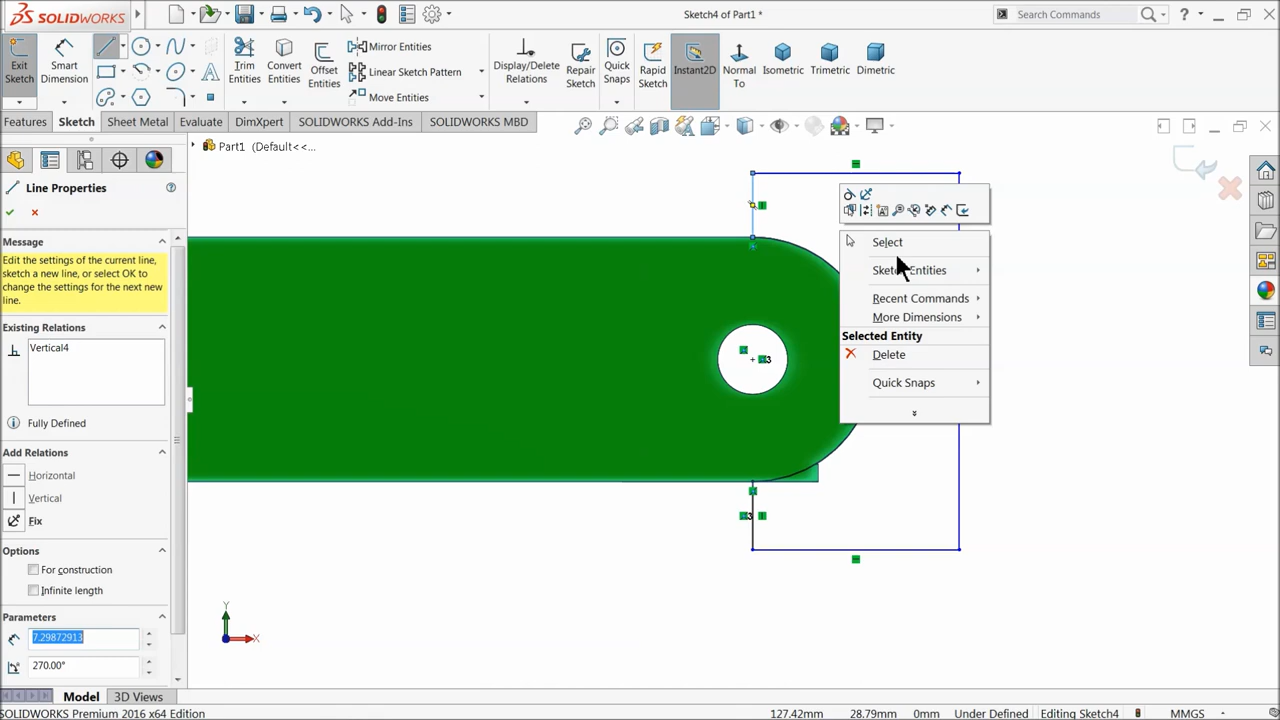 SOLIDWORKS
Sketch4 of Part1 *
Search Commands
?
Exit Sketch
Smart Dimension
Trim Entities
Convert Entities
Offset Entities
Mirror Entities
Linear Sketch Pattern
Move Entities
Display/Delete Relations
Repair Sketch
Quick Snaps
Rapid Sketch
Instant2D
Normal To
Isometric
Trimetric
Dimetric
Features
Sketch
Sheet Metal
Evaluate
DimXpert
SOLIDWORKS Add-Ins
SOLIDWORKS MBD
Part1 (Default<<...
Line Properties
Message
Edit the settings of the current line, sketch a new line, or select OK to change the settings for the next new line.
Existing Relations
Vertical4
Fully Defined
Add Relations
Horizontal
Vertical
Fix
Options
For construction
Infinite length
Parameters
7.29872913
270.00°
Select
Sketch Entities
Recent Commands
More Dimensions
Selected Entity
Delete
Quick Snaps
3
3
Y
X
Model
3D Views
SOLIDWORKS Premium 2016 x64 Edition
127.42mm
28.79mm
0mm
Under Defined
Editing Sketch4
MMGS